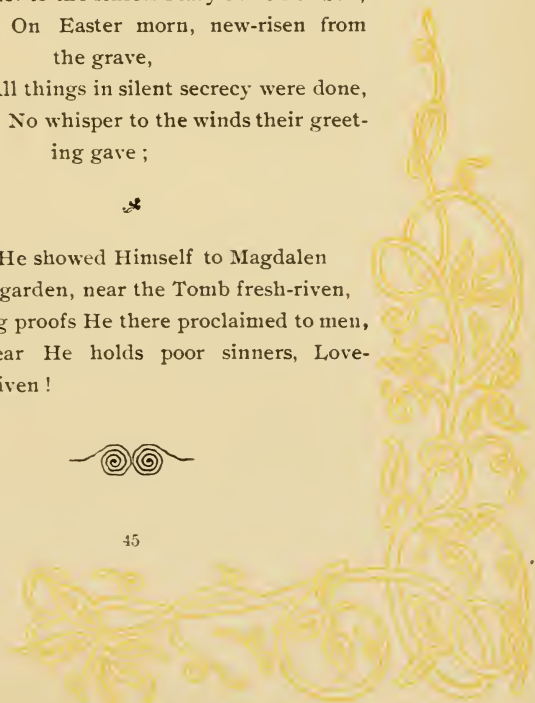 On Easter morn, new-risen from
the grave,
ll things in silent secrecy were done,
No whisper to the winds their greet-
ing gave ;
He showed Himself to Magdalen
garden, near the Tomb fresh-riven,
g proofs He there proclaimed to men,
ear He holds poor sinners, Love-
iven !
45